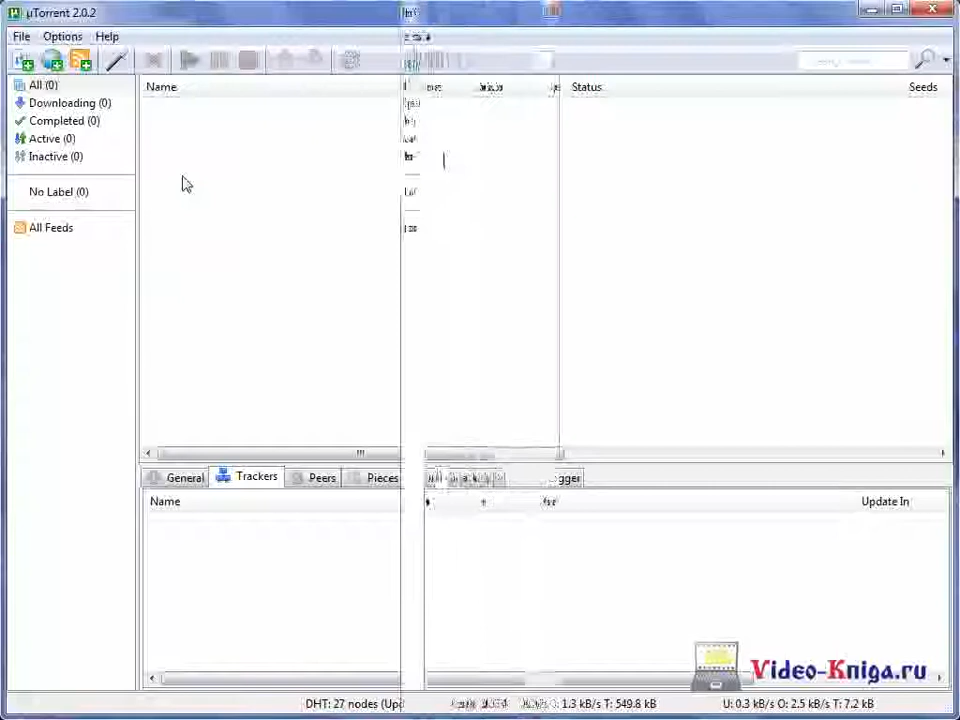 µTorrent 2.0.2
File Options Help
All (0)
Downloading (0)
Completed (0)
Active (0)
Inactive (0)
No Label (0)
All Feeds
Name Status Seeds
General Trackers Peers Pieces
Name Update In
DHT: 27 nodes 1.3 kB/s T: 549.8 kB U: 0.3 kB/s O: 2.5 kB/s T: 7.2 kB
Video-Kniga.ru